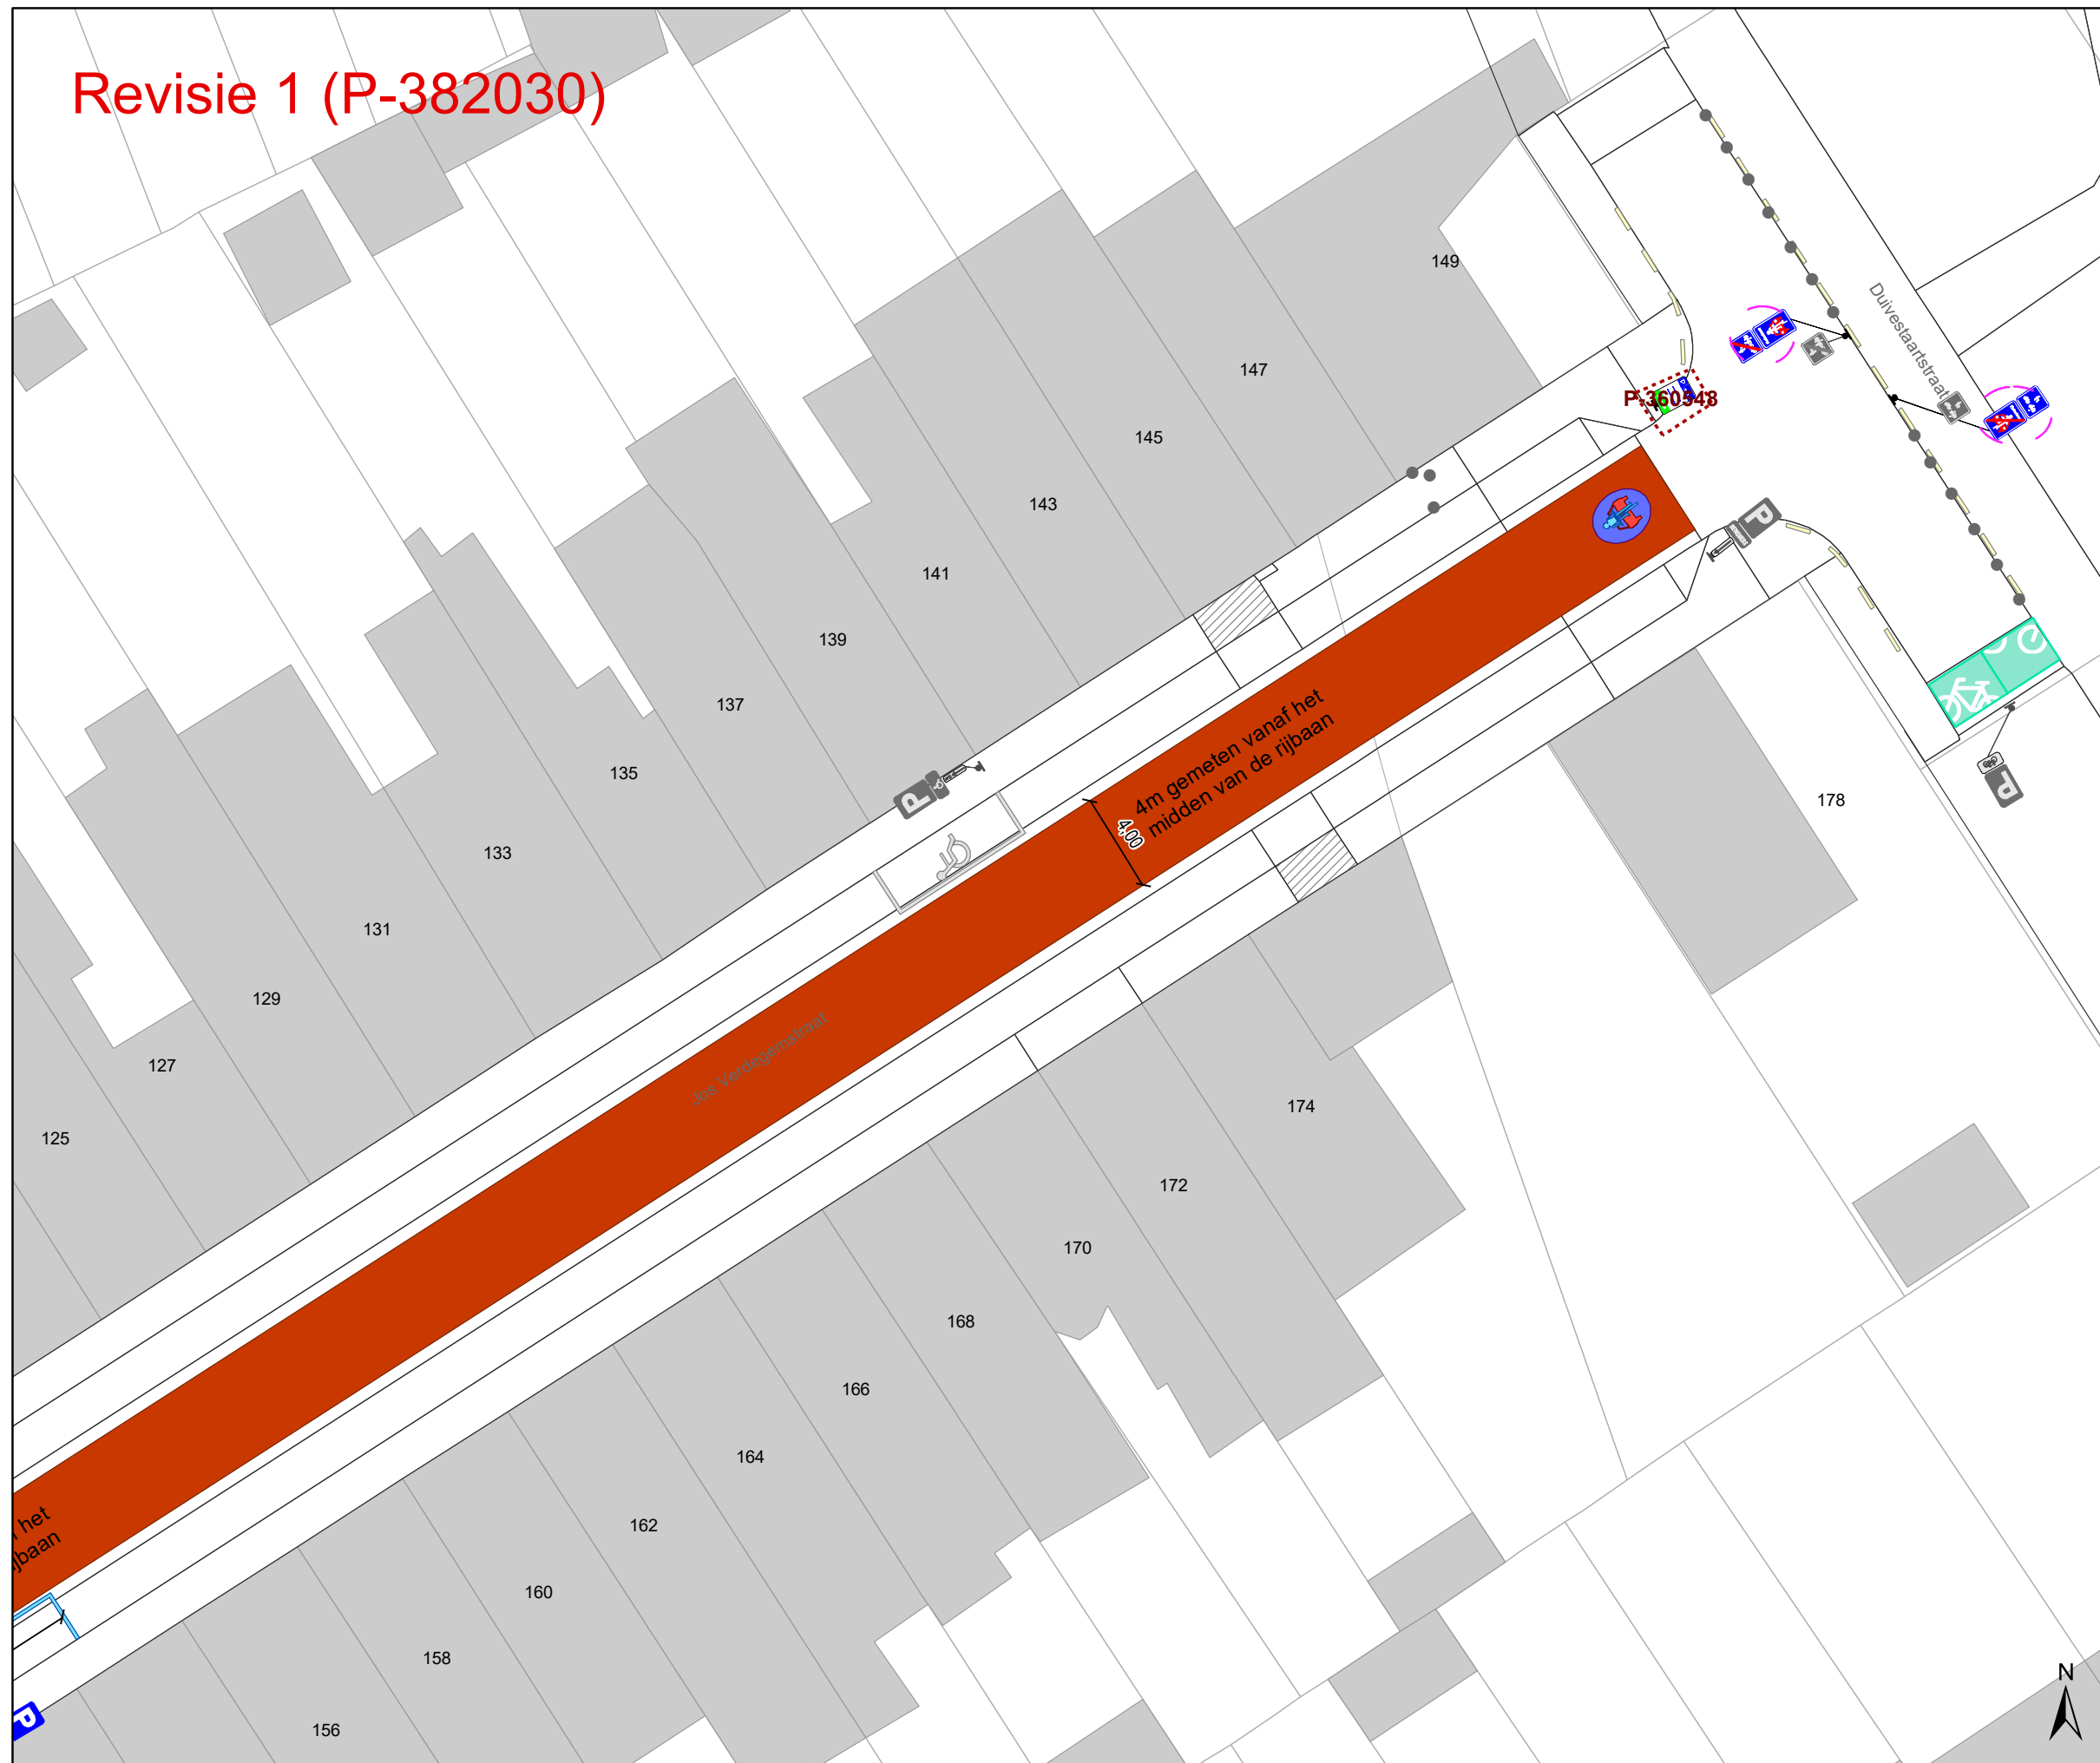 Revisie 1 (P-382030)
149
Duivestaartstraat
147
P-360548
145
143
141
139
137
135
133
131
129
127
125
P
P
P
178
4m gemeten vanaf het
midden van de rijbaan
4,00
Jos Verdegemstraat
174
172
170
168
166
164
162
160
158
156
het
P
N